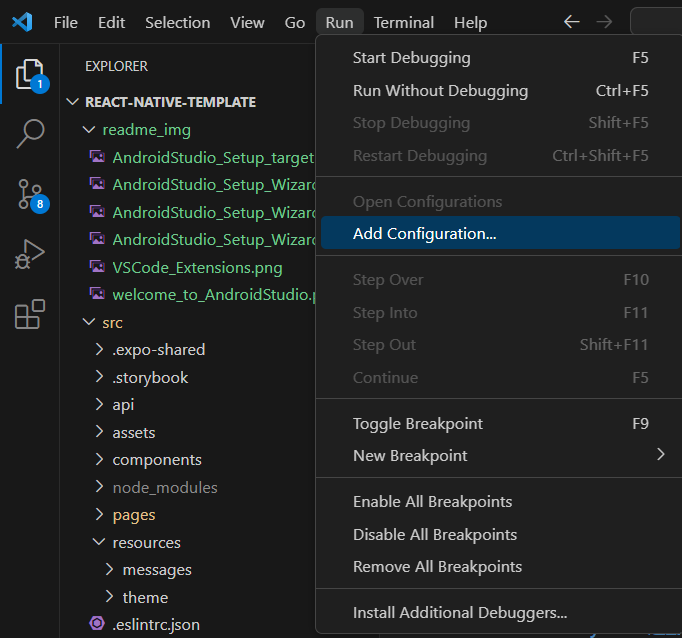 File Edit Selection View Go Run Terminal Help
EXPLORER
1
REACT-NATIVE-TEMPLATE
readme_img
AndroidStudio_Setup_target
AndroidStudio_Setup_Wizard
AndroidStudio_Setup_Wizard
AndroidStudio_Setup_Wizard
VSCode_Extensions.png
welcome_to_AndroidStudio.p
8
src
.expo-shared
.storybook
api
assets
components
node_modules
pages
resources
messages
theme
.eslintrc.json
Start Debugging F5
Run Without Debugging Ctrl+F5
Stop Debugging Shift+F5
Restart Debugging Ctrl+Shift+F5
Open Configurations
Add Configuration...
Step Over F10
Step Into F11
Step Out Shift+F11
Continue F5
Toggle Breakpoint F9
New Breakpoint
Enable All Breakpoints
Disable All Breakpoints
Remove All Breakpoints
Install Additional Debuggers...